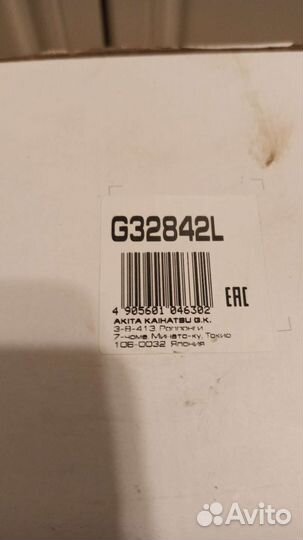 G32842L
4 905601 046302
EAC
AKITA KAIHATSU G.K.
3-8-413 Роппонги
7-чоме, Минато-ку, Токио
106-0032 Япония
Avito